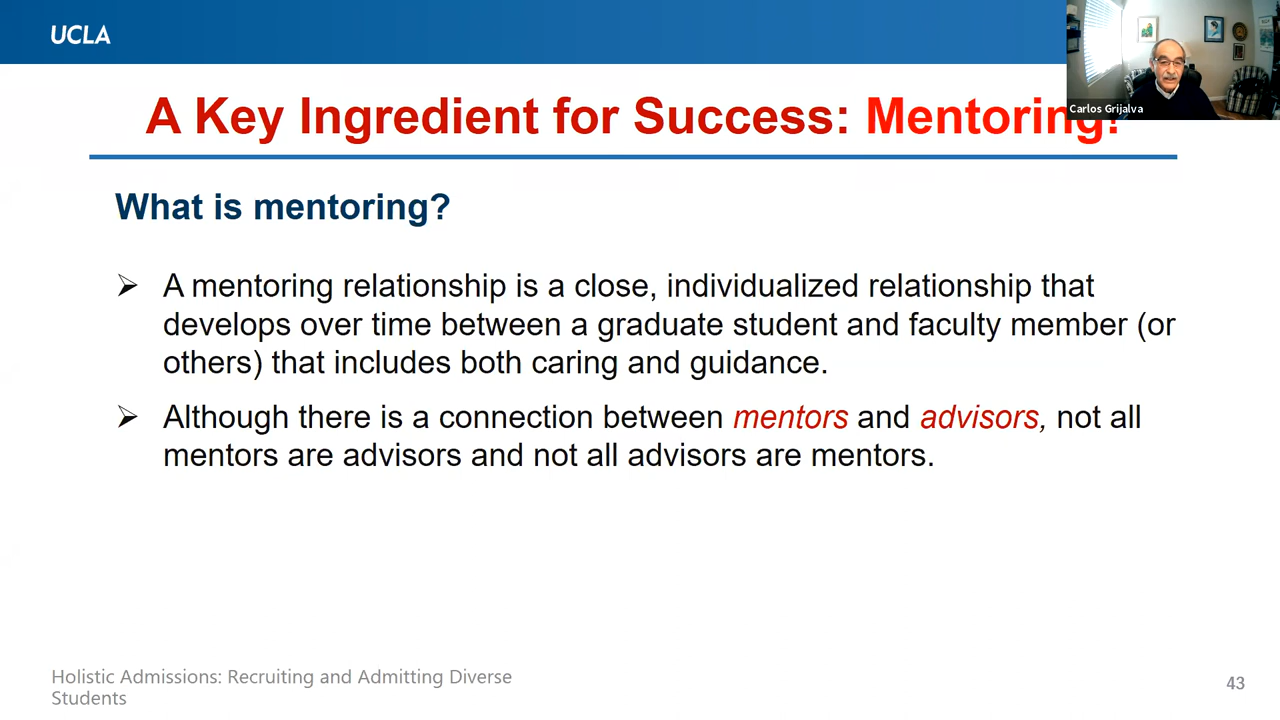 UCLA
Carlos Grijalva
A Key Ingredient for Success: Mentoring!
What is mentoring?
A mentoring relationship is a close, individualized relationship that
develops over time between a graduate student and faculty member (or
others) that includes both caring and guidance.
Although there is a connection between mentors and advisors, not all
mentors are advisors and not all advisors are mentors.
Holistic Admissions: Recruiting and Admitting Diverse
Students
43